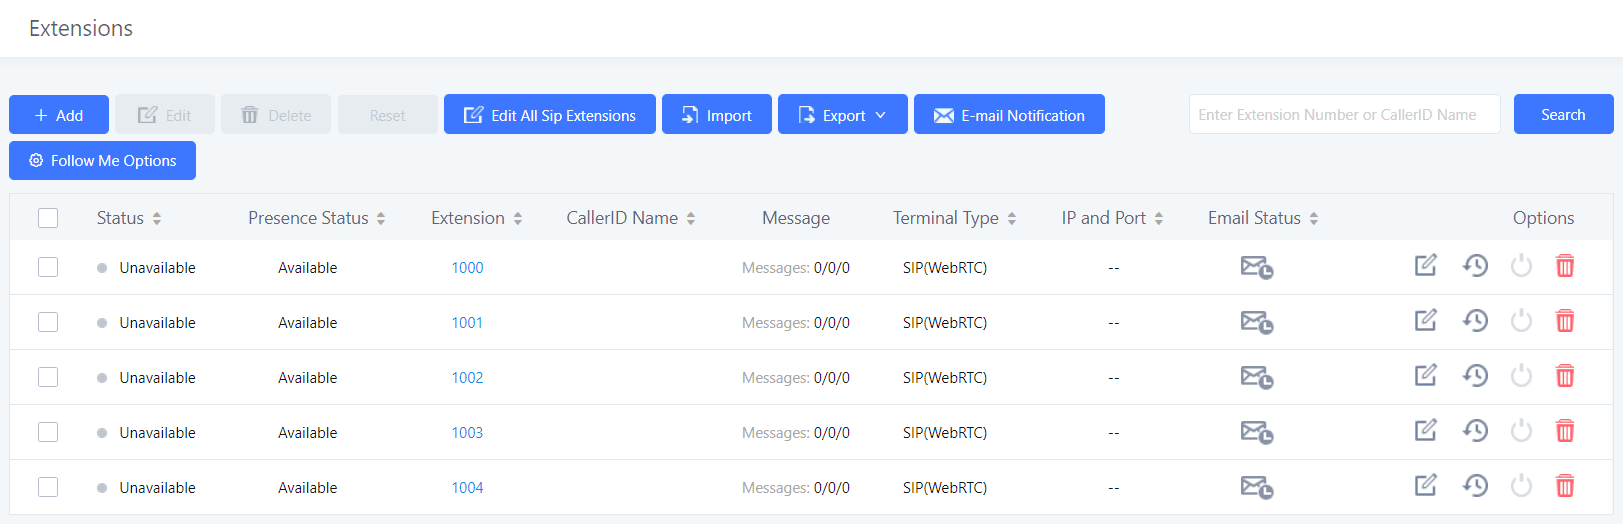 Extensions
+ Add Edit Delete Reset Edit All Sip Extensions Import Export E-mail Notification Enter Extension Number or CallerID Name Search
Follow Me Options
Status Presence Status Extension CallerID Name Message Terminal Type IP and Port Email Status Options
Unavailable Available 1000 Messages: 0/0/0 SIP(WebRTC) --
Unavailable Available 1001 Messages: 0/0/0 SIP(WebRTC) --
Unavailable Available 1002 Messages: 0/0/0 SIP(WebRTC) --
Unavailable Available 1003 Messages: 0/0/0 SIP(WebRTC) --
Unavailable Available 1004 Messages: 0/0/0 SIP(WebRTC) --